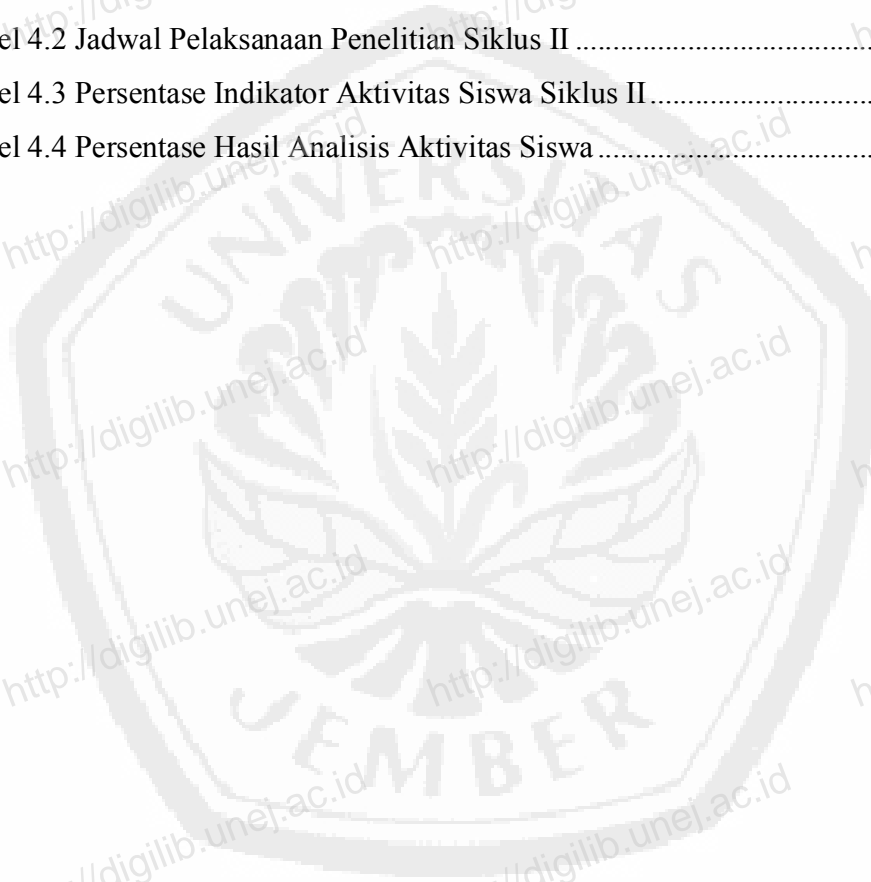 el 4.2 Jadwal Pelaksanaan Penelitian Siklus II ........................................
el 4.3 Persentase Indikator Aktivitas Siswa Siklus II ..............................
el 4.4 Persentase Hasil Analisis Aktivitas Siswa .....................................
UNIVERSITAS
JEMBER
http://digilib.unej.ac.id
http://digilib.unej.ac.id
http://digilib.unej.ac.id
http://digilib.unej.ac.id
http://digilib.unej.ac.id
http://digilib.unej.ac.id
//digilib.unej.ac.id
//digilib.unej.ac.id